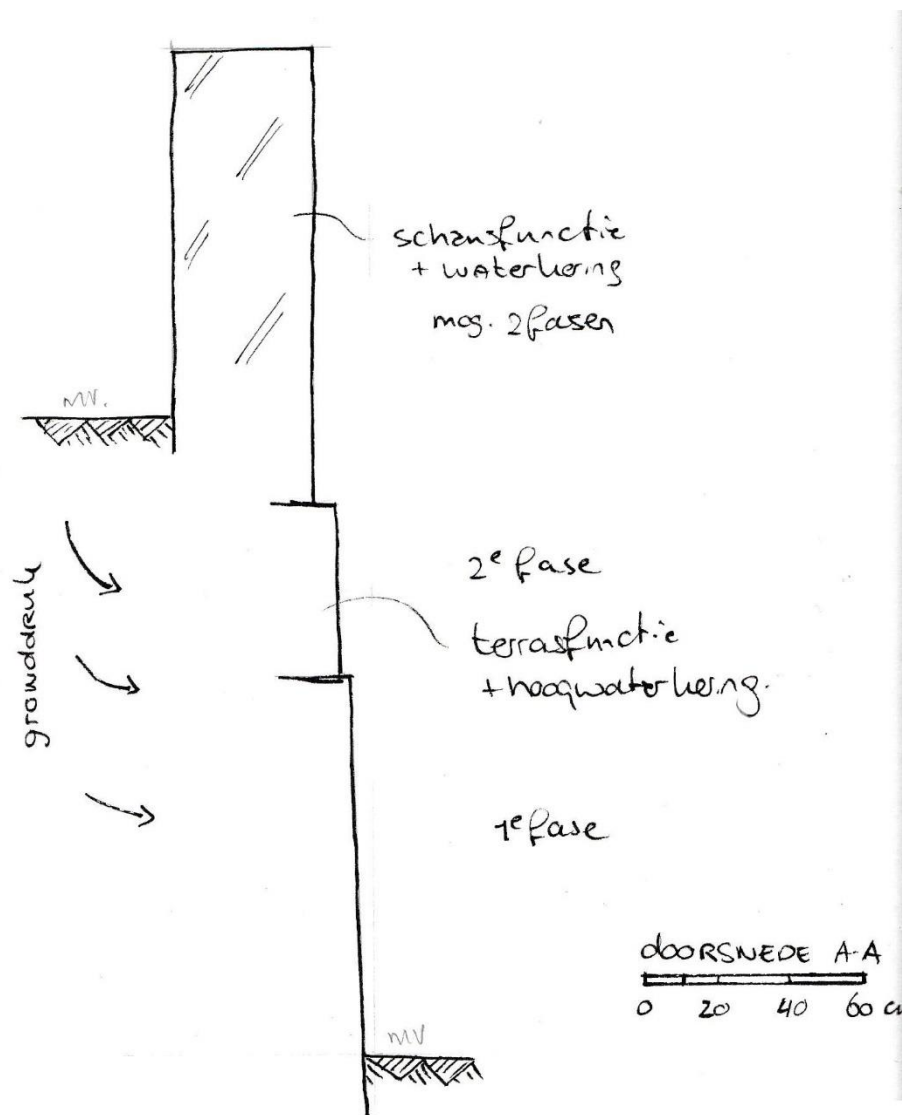 schansfunctie
+ waterkering
mog. 2 fasen
MV.
gronddruk
2e fase
terrasfunctie
+ hoogwaterkering.
1e fase
doorsnede A-A
0 20 40 60 c
MV